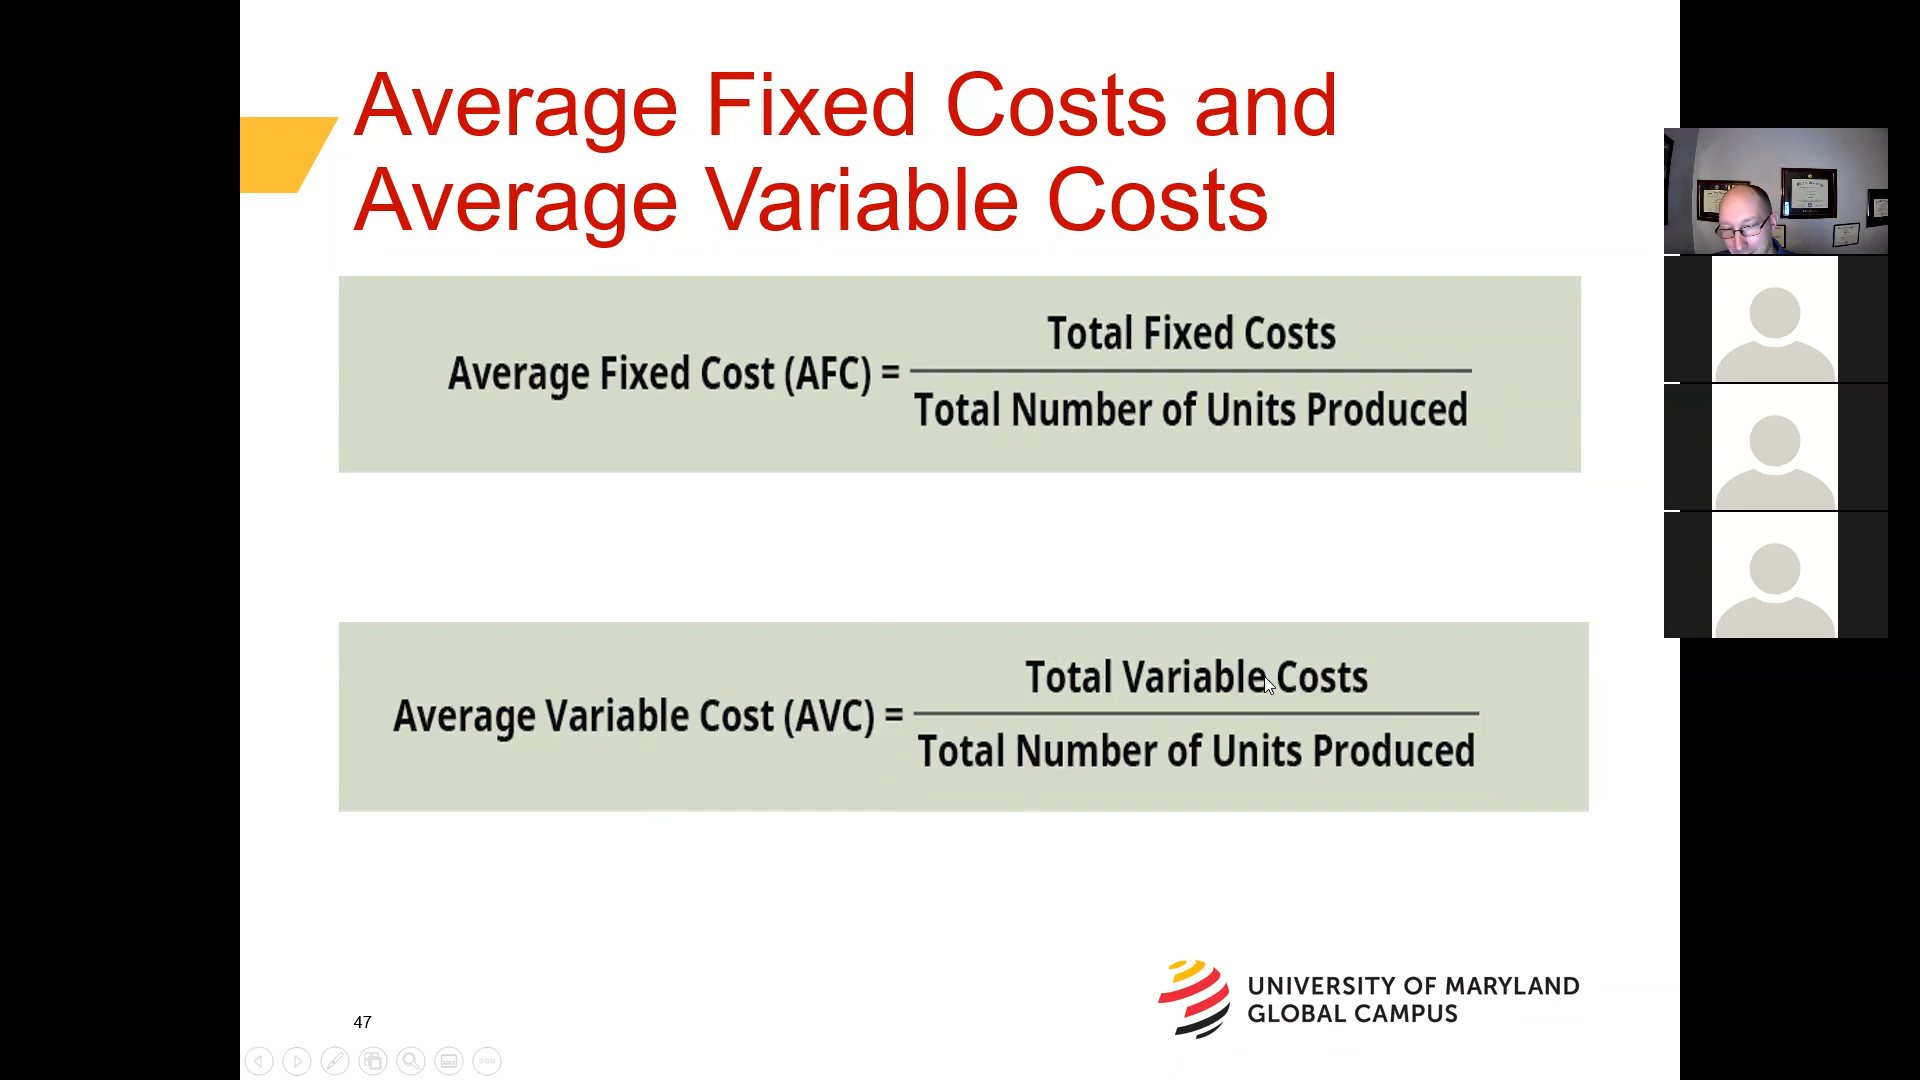 Average Fixed Costs and
Average Variable Costs
Total Fixed Costs
Average Fixed Cost (AFC) =
Total Number of Units Produced
Total Variable Costs
Average Variable Cost (AVC) =
Total Number of Units Produced
UNIVERSITY OF MARYLAND
GLOBAL CAMPUS
47